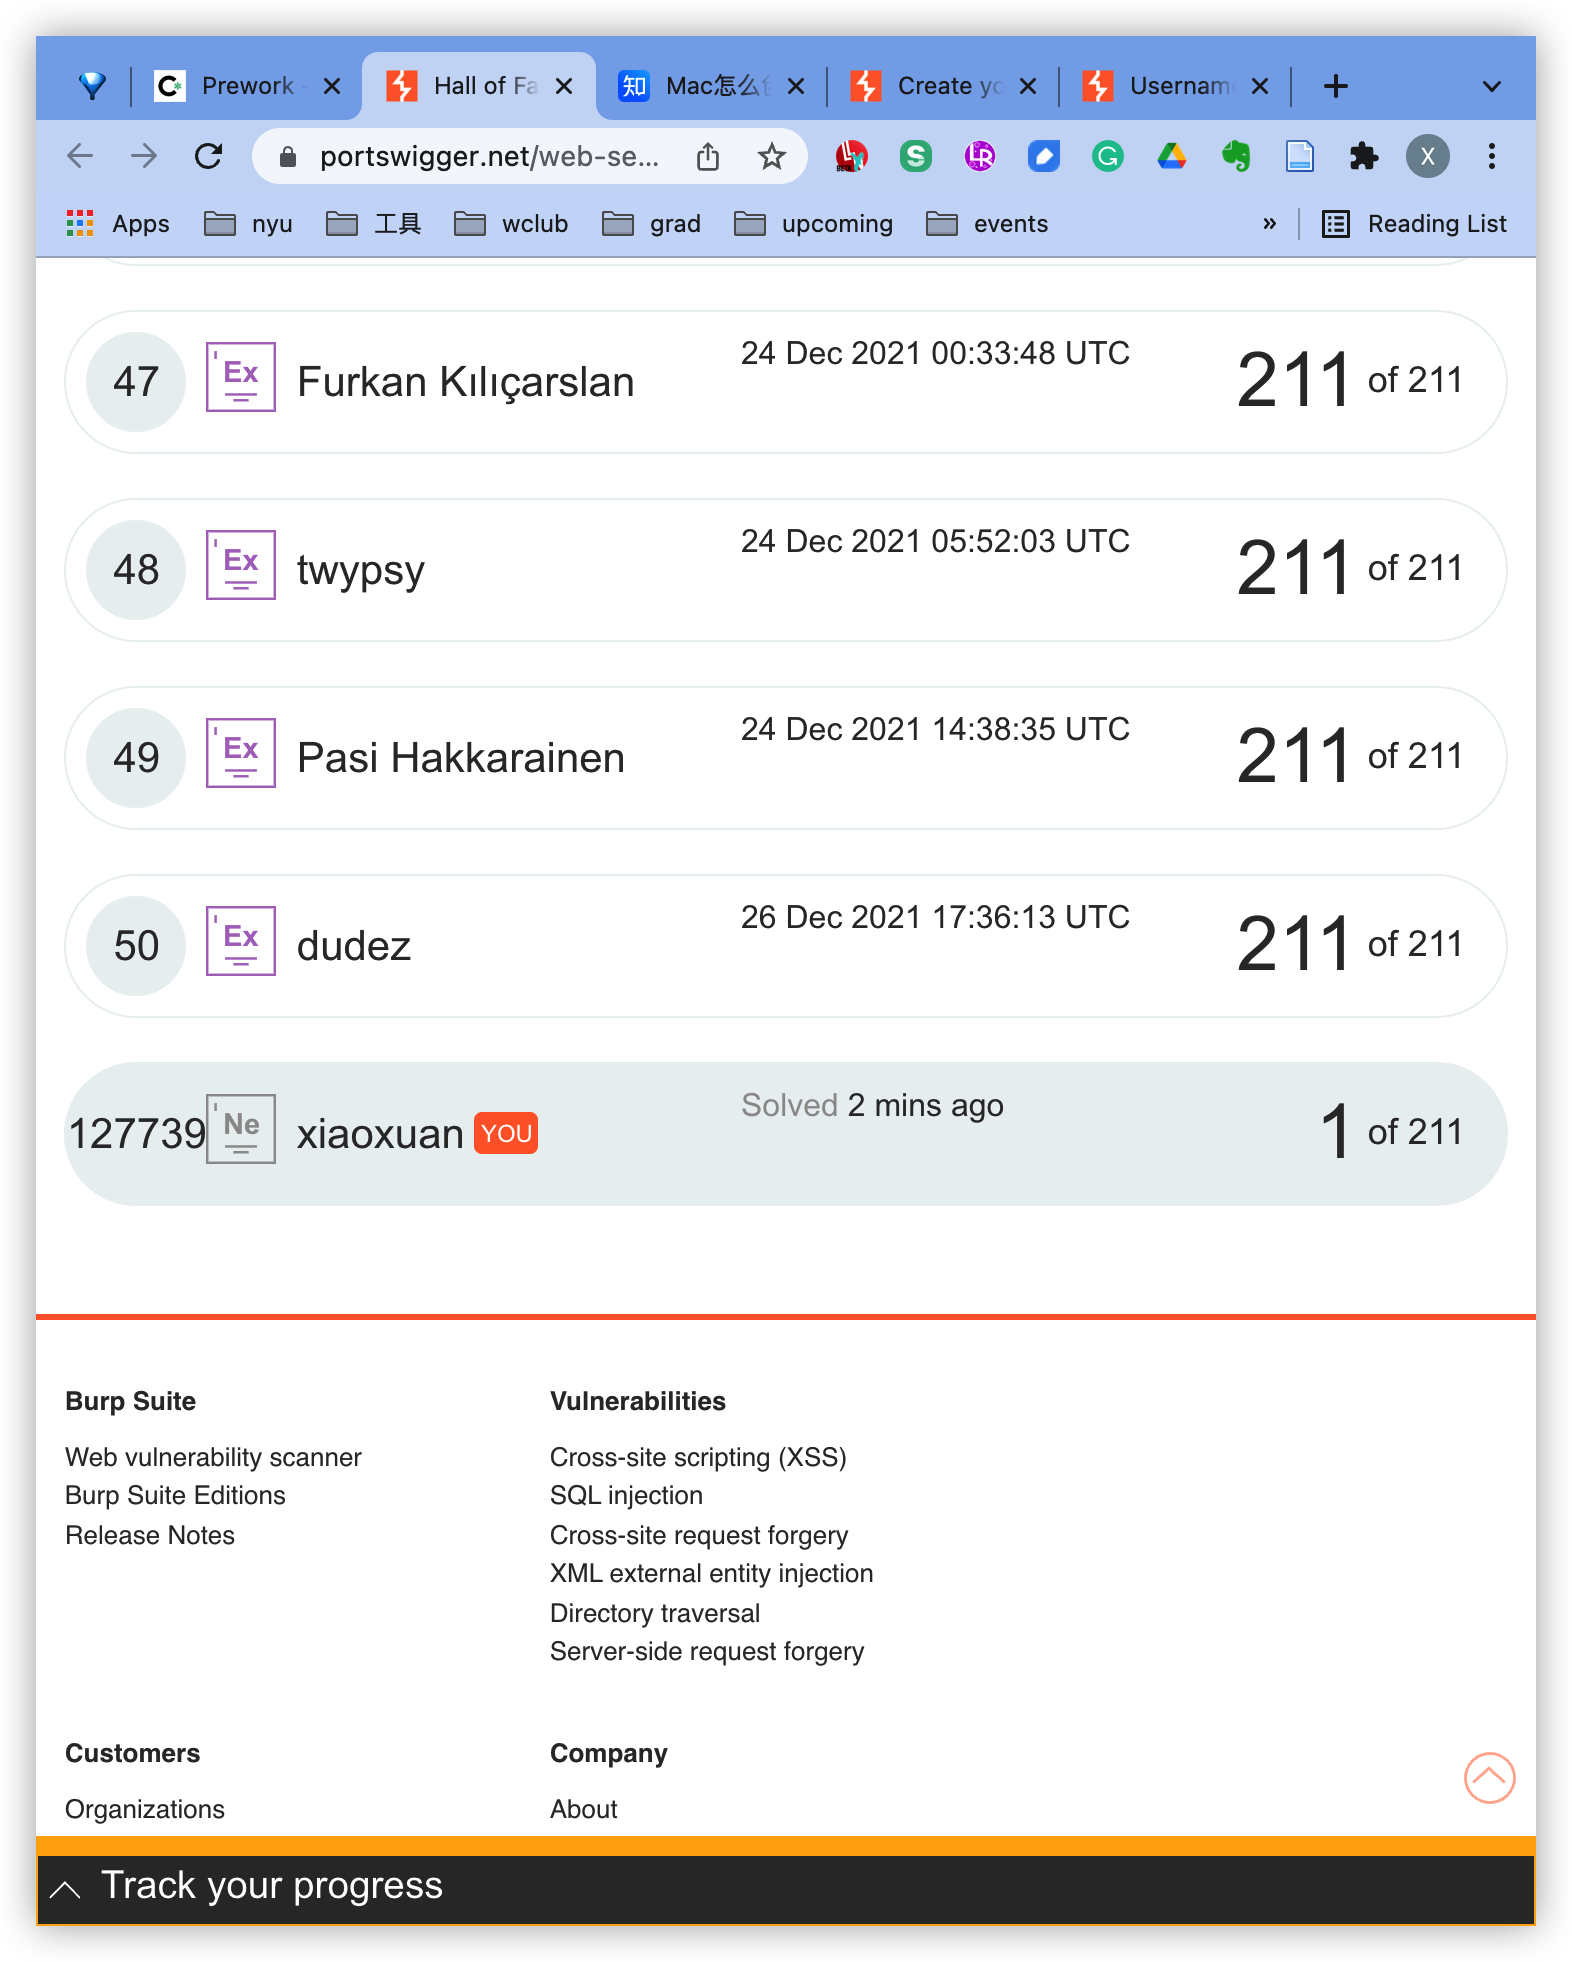 Prework
Hall of Fa
知 Mac怎么
Create yo
Usernam
portswigger.net/web-se...
X
Apps nyu 工具 wclub grad upcoming events » Reading List
47 Ex Furkan Kılıçarslan 24 Dec 2021 00:33:48 UTC 211 of 211
48 Ex twypsy 24 Dec 2021 05:52:03 UTC 211 of 211
49 Ex Pasi Hakkarainen 24 Dec 2021 14:38:35 UTC 211 of 211
50 Ex dudez 26 Dec 2021 17:36:13 UTC 211 of 211
127739 Ne xiaoxuan YOU Solved 2 mins ago 1 of 211
Burp Suite
Web vulnerability scanner
Burp Suite Editions
Release Notes
Vulnerabilities
Cross-site scripting (XSS)
SQL injection
Cross-site request forgery
XML external entity injection
Directory traversal
Server-side request forgery
Customers
Organizations
Company
About
Track your progress